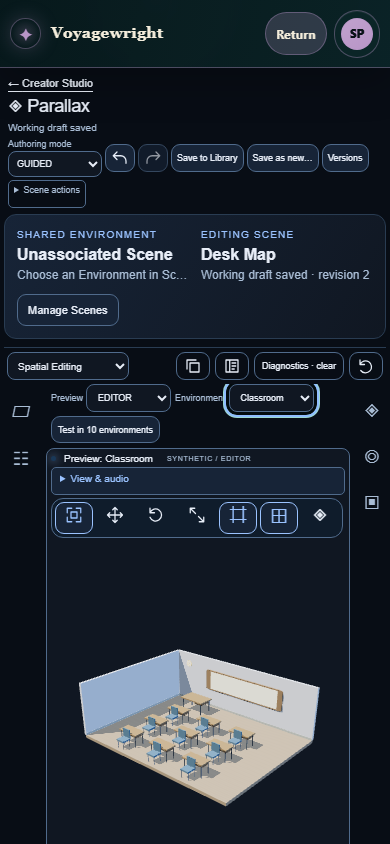 Voyagewright
Return
SP
← Creator Studio
Parallax
Working draft saved
Authoring mode
GUIDED
Save to Library
Save as new...
Versions
Scene actions
SHARED ENVIRONMENT
Unassociated Scene
Choose an Environment in Sc...
EDITING SCENE
Desk Map
Working draft saved · revision 2
Manage Scenes
Spatial Editing
Diagnostics · clear
Preview
EDITOR
Environmen
Classroom
Test in 10 environments
Preview: Classroom
SYNTHETIC / EDITOR
View & audio